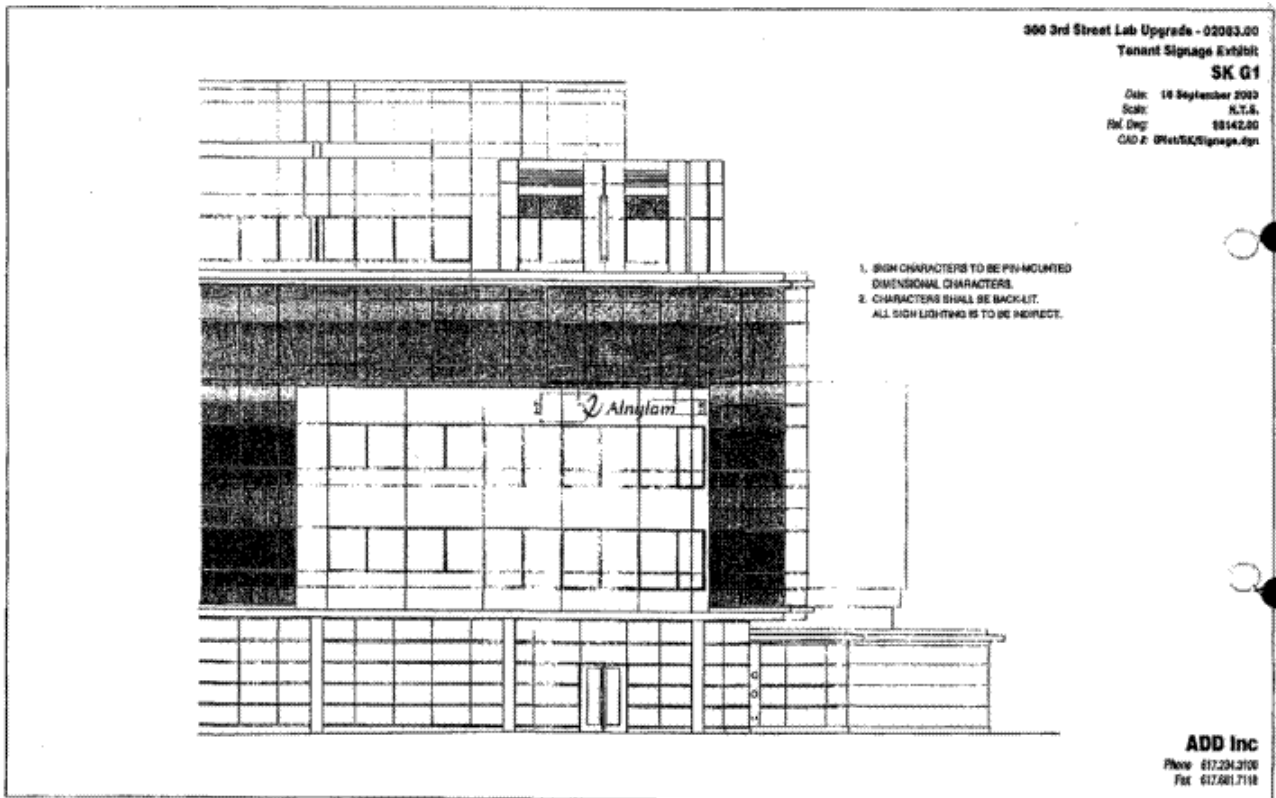 300 3rd Street Lab Upgrade - 02083.00
Tenant Signage Exhibit
SK G1
Date: 16 September 2003
Scale: N.T.S.
Ref. Dwg:
CAD #:
1. SIGN CHARACTERS TO BE PIN-MOUNTED
DIMENSIONAL CHARACTERS.
2. CHARACTERS SHALL BE BACK-LIT.
ALL SIGN LIGHTING IS TO BE INDIRECT.
Alnylam
ADD Inc
Phone 617.234.3100
Fax 617.661.7118